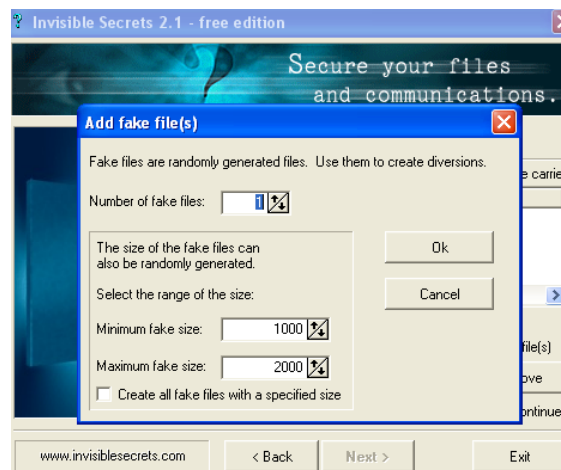 ? Invisible Secrets 2.1 - free edition
Secure your files
and communications.
Add fake file(s)
Fake files are randomly generated files. Use them to create diversions.
Number of fake files: 1
The size of the fake files can
also be randomly generated.
Select the range of the size:
Minimum fake size: 1000
Maximum fake size: 2000
Create all fake files with a specified size
Ok
Cancel
file(s)
www.invisiblesecrets.com
< Back
Next >
Exit